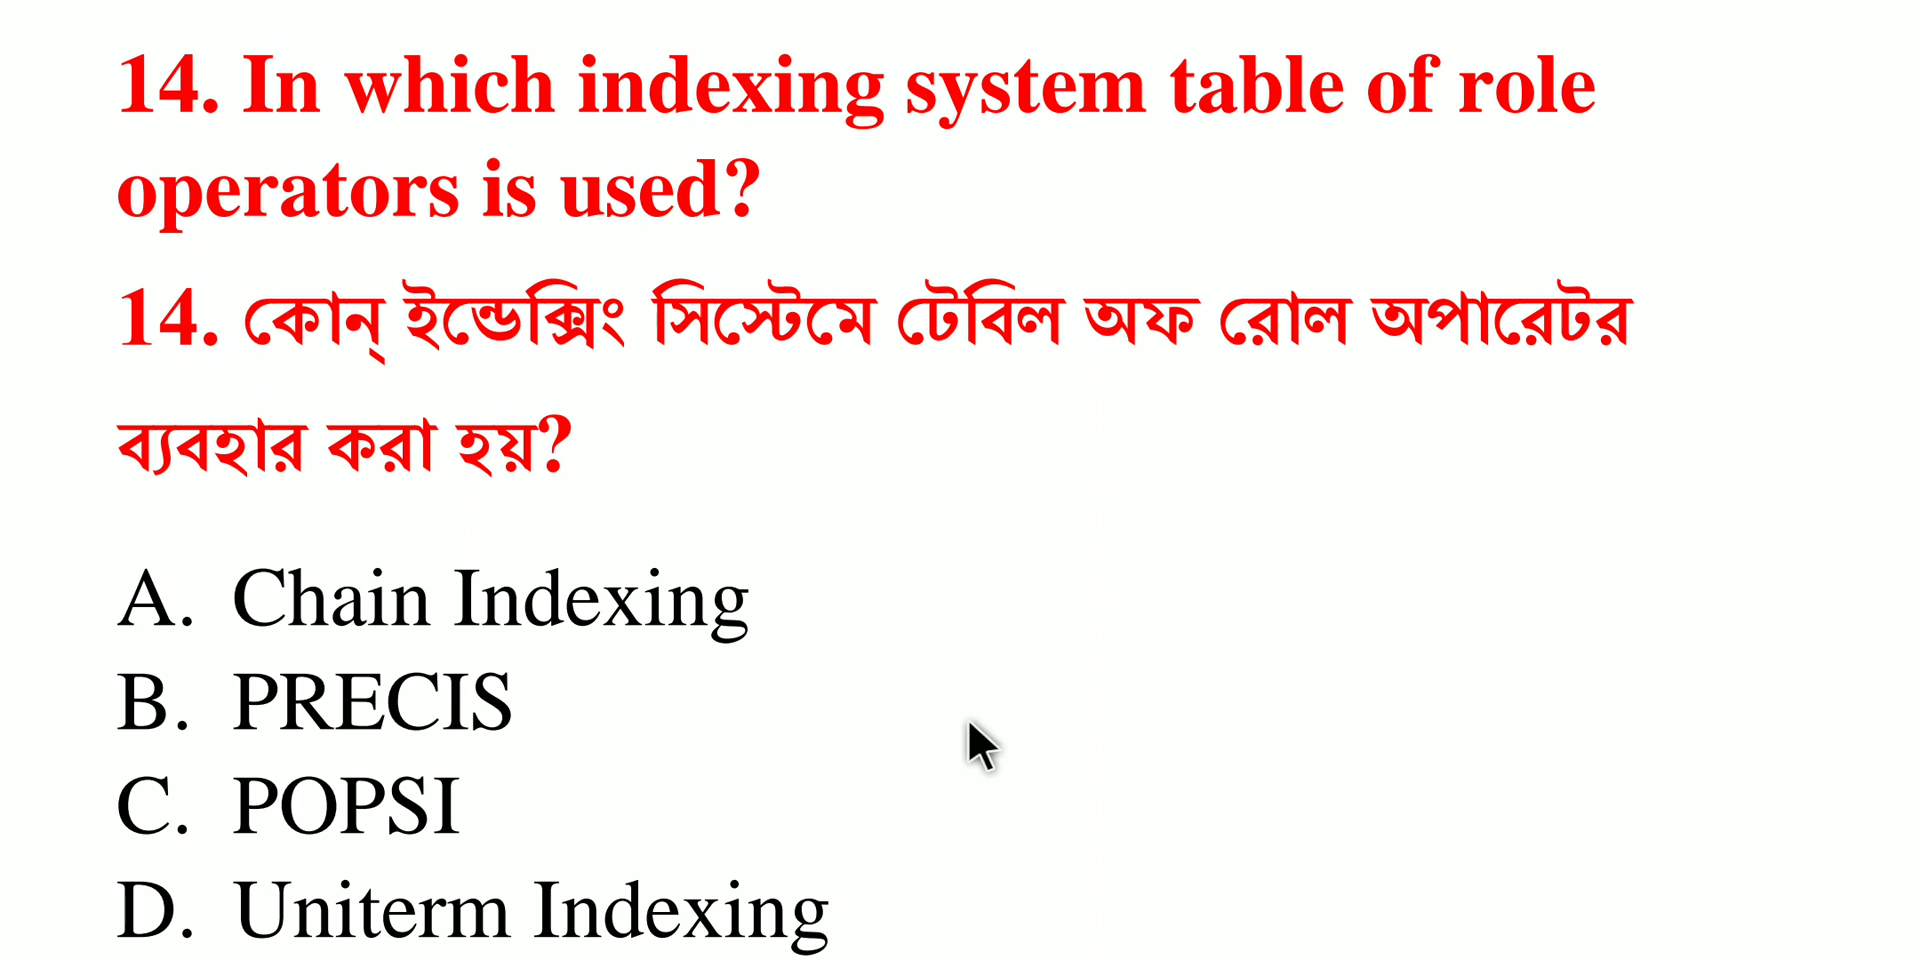 14. In which indexing system table of role
operators is used?
14. কোন্ ইন্ডেক্সিং সিস্টেমে টেবিল অফ রোল অপারেটর
ব্যবহার করা হয়?
A. Chain Indexing
B. PRECIS
C. POPSI
D. Uniterm Indexing